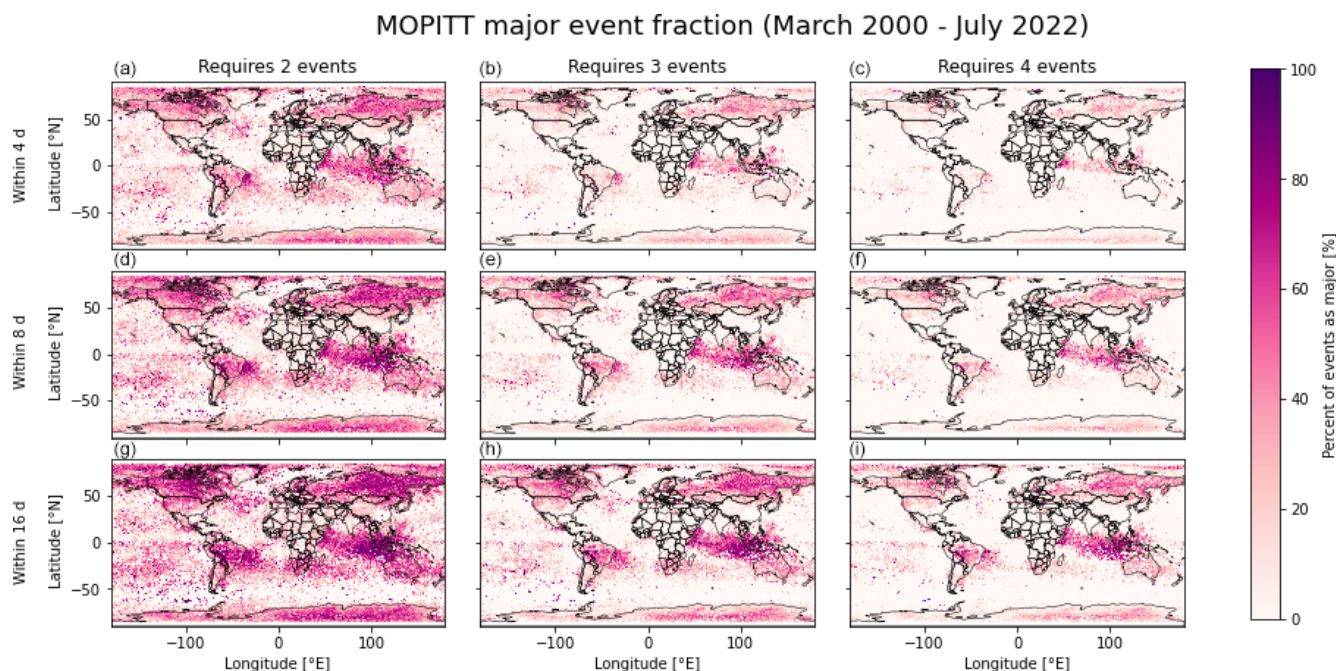 MOPITT major event fraction (March 2000 - July 2022)
(a) Requires 2 events
(b) Requires 3 events
(c) Requires 4 events
100
80
60
40
20
0
Percent of events as major [%]
Within 4 d
Latitude [°N]
50
0
−50
(d)
(e)
(f)
Within 8 d
Latitude [°N]
50
0
−50
(g)
(h)
(i)
Within 16 d
Latitude [°N]
50
0
−50
−100 0 100
−100 0 100
−100 0 100
Longitude [°E]
Longitude [°E]
Longitude [°E]